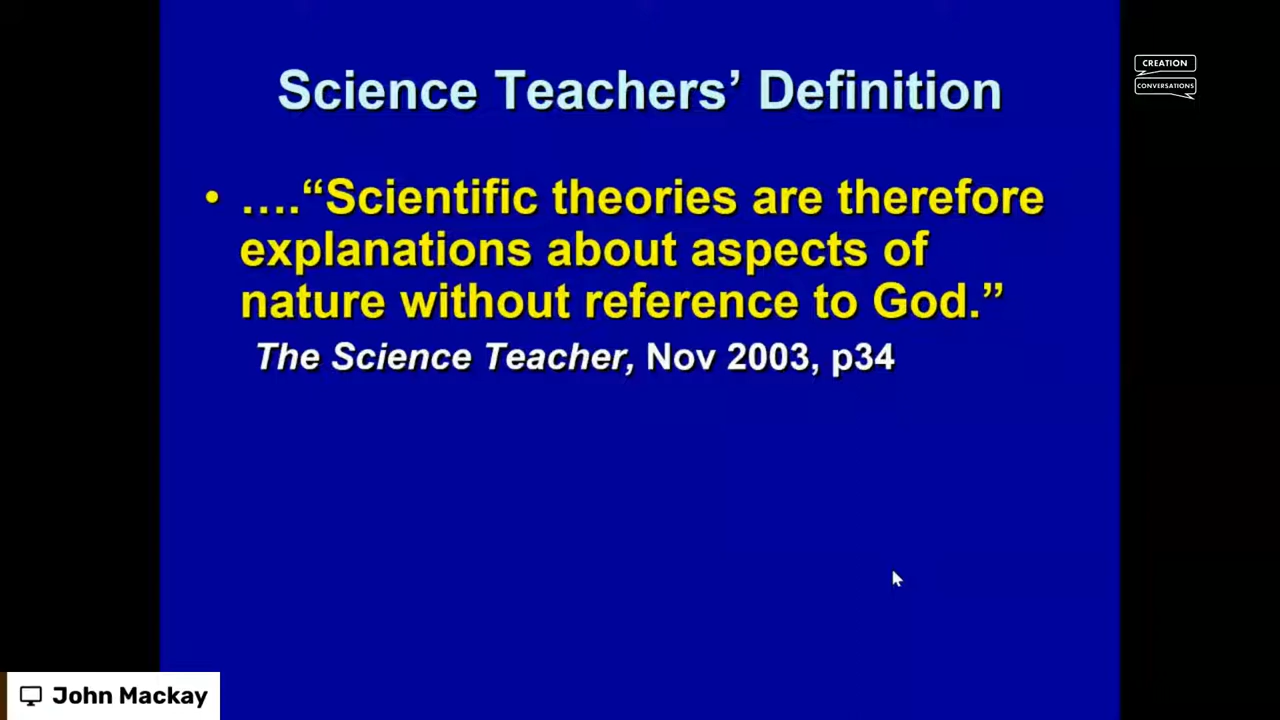 CREATION
CONVERSATIONS
Science Teachers’ Definition
• ….“Scientific theories are therefore
explanations about aspects of
nature without reference to God.”
The Science Teacher, Nov 2003, p34
John Mackay